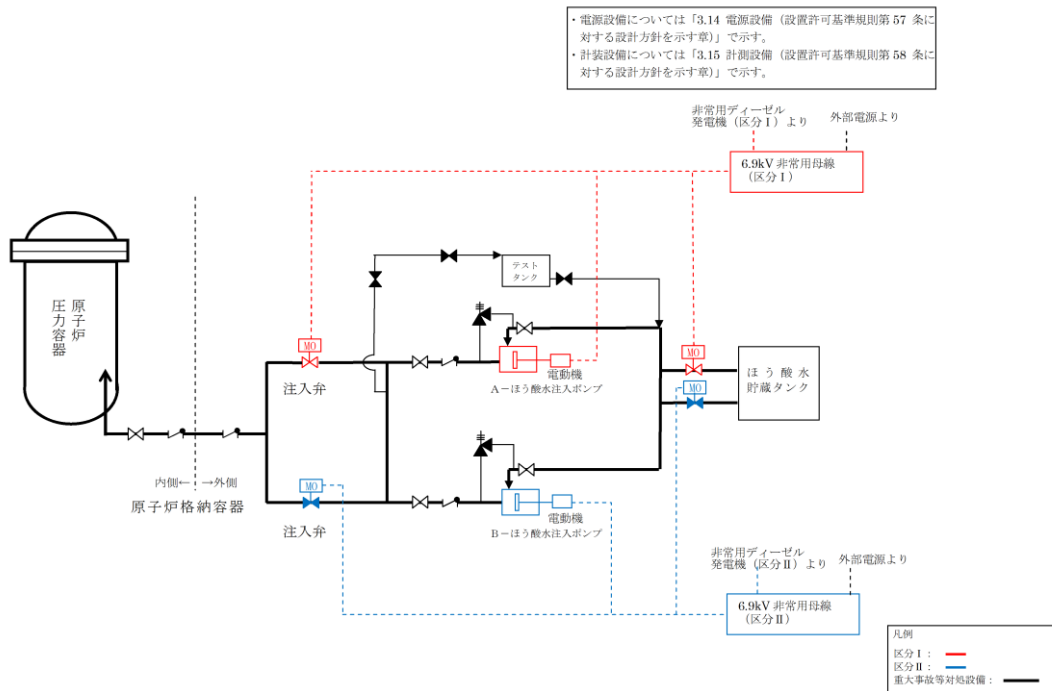 ・電源設備については「3.14 電源設備（設置許可基準規則第 57 条に
対する設計方針を示す章）」で示す。
・計装設備については「3.15 計測設備（設置許可基準規則第 58 条に
対する設計方針を示す章）」で示す。
非常用ディーゼル
発電機（区分Ⅰ）より
外部電源より
6.9kV 非常用母線
（区分Ⅰ）
テスト
タンク
原子炉
圧力容器
MO
注入弁
電動機
A－ほう酸水注入ポンプ
MO
MO
ほう酸水
貯蔵タンク
内側←
→外側
原子炉格納容器
MO
注入弁
電動機
B－ほう酸水注入ポンプ
非常用ディーゼル
発電機（区分Ⅱ）より
外部電源より
6.9kV 非常用母線
（区分Ⅱ）
凡例
区分Ⅰ：
区分Ⅱ：
重大事故等対処設備：